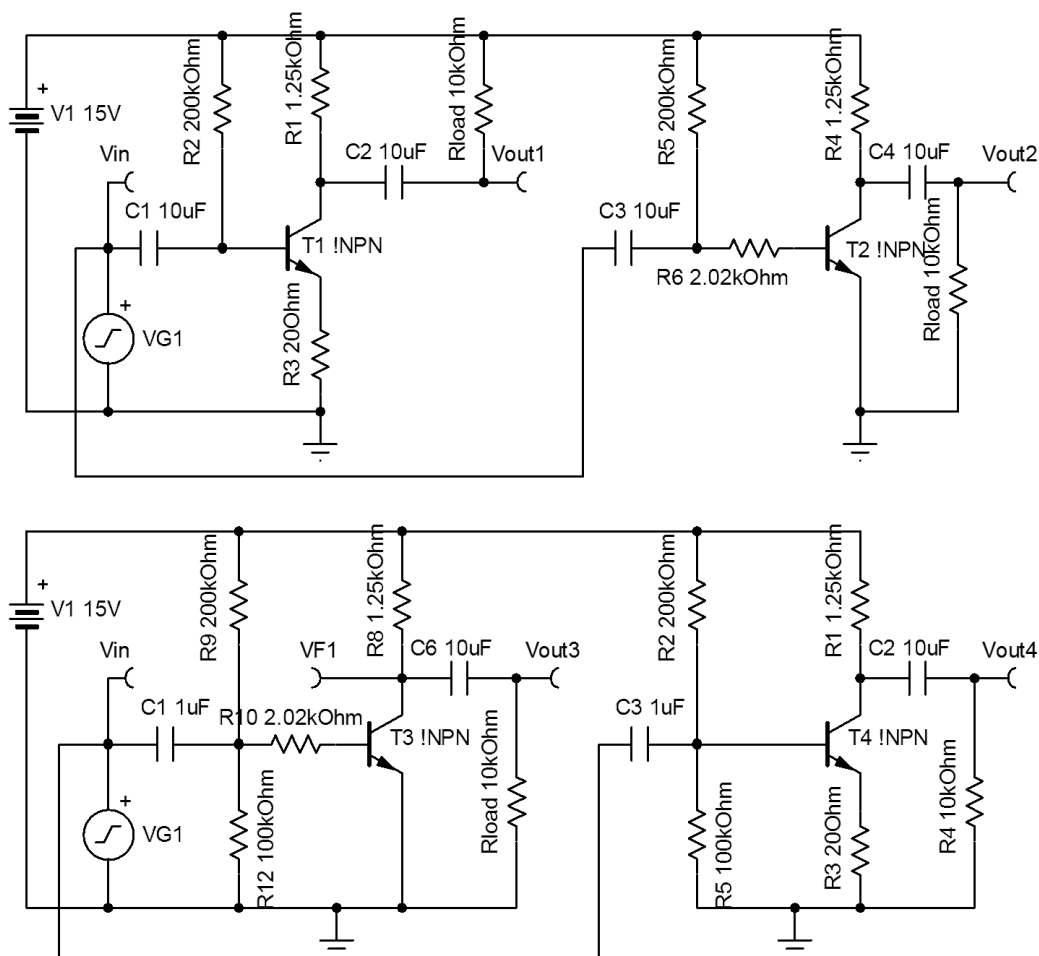 V1 15V
Vin
C1 10uF
VG1
R2 200kOhm
R1 1.25kOhm
T1 !NPN
R3 20Ohm
C2 10uF
Rload 10kOhm
Vout1
C3 10uF
R5 200kOhm
R6 2.02kOhm
R4 1.25kOhm
T2 !NPN
C4 10uF
Vout2
Rload 10kOhm
V1 15V
Vin
C1 1uF
VG1
R9 200kOhm
R10 2.02kOhm
R12 100kOhm
VF1
R8 1.25kOhm
T3 !NPN
C6 10uF
Vout3
Rload 10kOhm
C3 1uF
R2 200kOhm
R5 100kOhm
R1 1.25kOhm
T4 !NPN
R3 20Ohm
C2 10uF
Vout4
R4 10kOhm
+
+
+
+